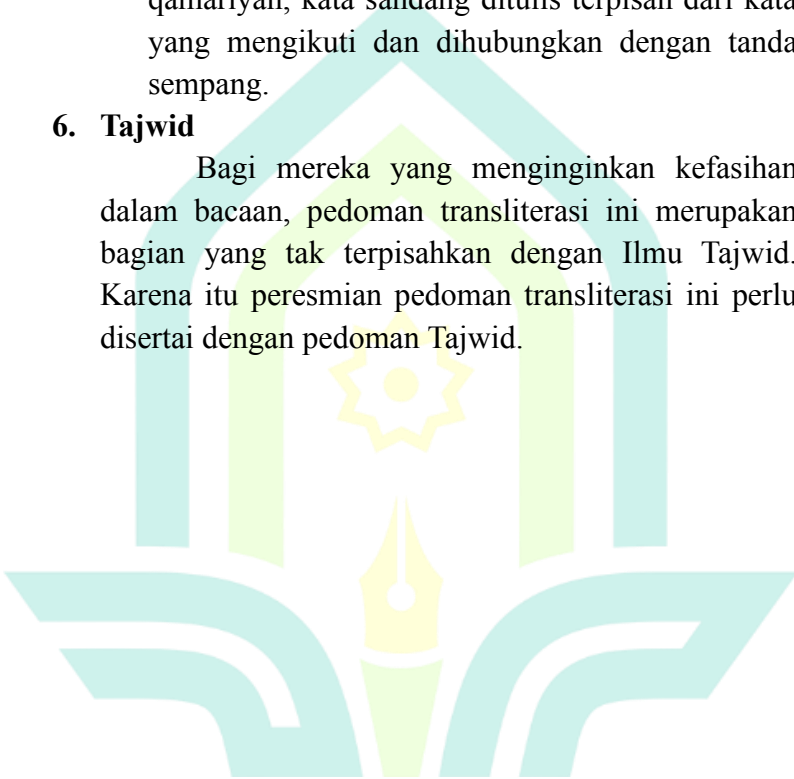 qamariyah, kata sandang ditulis terpisah dari kata
yang mengikuti dan dihubungkan dengan tanda
sempang.
6. Tajwid
Bagi mereka yang menginginkan kefasihan
dalam bacaan, pedoman transliterasi ini merupakan
bagian yang tak terpisahkan dengan Ilmu Tajwid.
Karena itu peresmian pedoman transliterasi ini perlu
disertai dengan pedoman Tajwid.